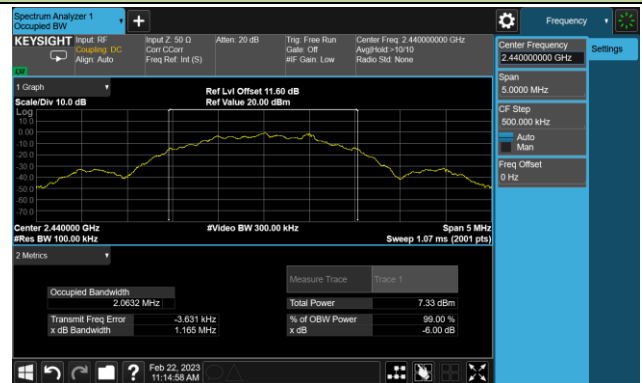 Spectrum Analyzer 1
Occupied BW
Frequency
KEYSIGHT
Input: RF
Coupling: DC
Align: Auto
Input Z: 50 Ω
Corr CCorr
Freq Ref: Int (S)
Atten: 20 dB
Trig: Free Run
Gate: Off
#IF Gain: Low
Center Freq: 2.440000000 GHz
Avg|Hold:>10/10
Radio Std: None
Center Frequency
2.440000000 GHz
Settings
Span
5.0000 MHz
CF Step
500.000 kHz
Auto
Man
Freq Offset
0 Hz
1 Graph
Scale/Div 10.0 dB
Ref Lvl Offset 11.60 dB
Ref Value 20.00 dBm
Log
10.0
0.00
-10.0
-20.0
-30.0
-40.0
-50.0
-60.0
-70.0
Center 2.440000 GHz
#Res BW 100.00 kHz
#Video BW 300.00 kHz
Span 5 MHz
Sweep 1.07 ms (2001 pts)
2 Metrics
Measure Trace
Trace 1
Occupied Bandwidth
2.0632 MHz
Total Power
7.33 dBm
Transmit Freq Error
-3.631 kHz
% of OBW Power
99.00 %
x dB Bandwidth
1.165 MHz
x dB
-6.00 dB
Feb 22, 2023
11:14:58 AM